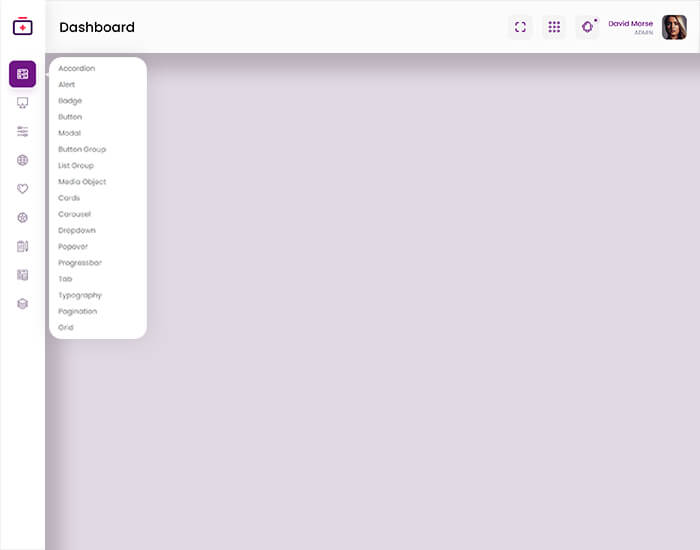 Dashboard
David Morse
ADMIN
Accordion
Alert
Badge
Button
Modal
Button Group
List Group
Media Object
Cards
Carousel
Dropdown
Popover
Progressbar
Tab
Typography
Pagination
Grid